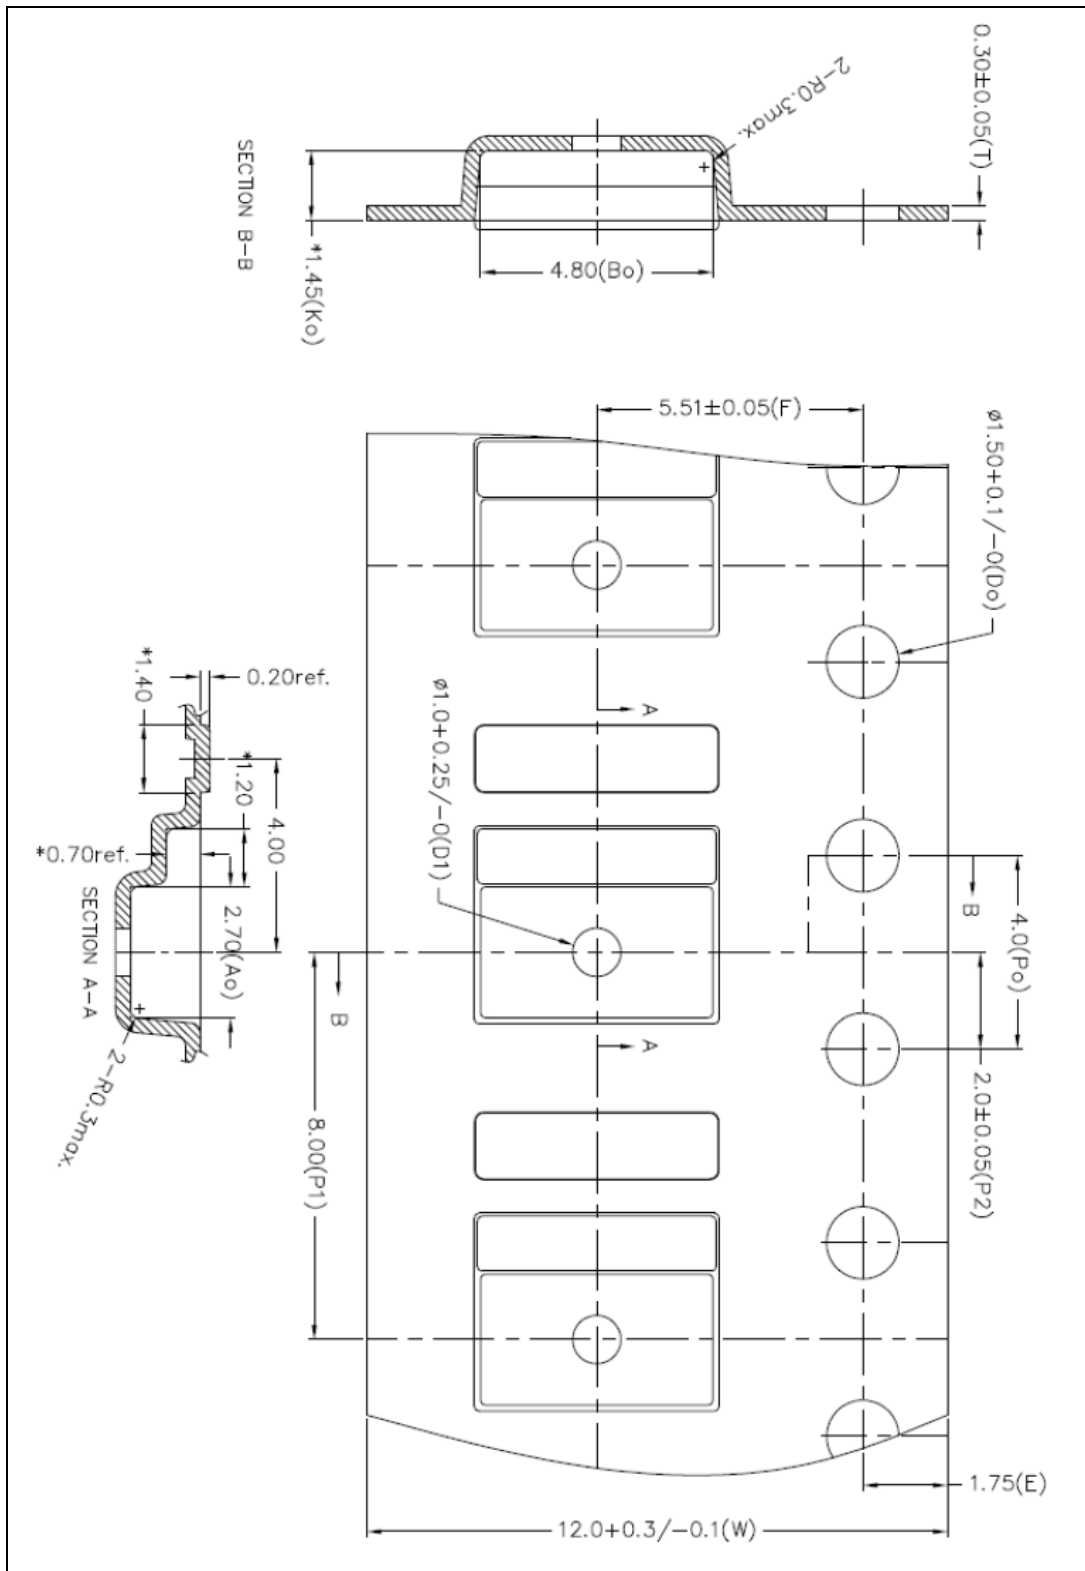 0.30±0.05(T)
2-R0.3max.
SECTION B-B
*1.45(Ko)
4.80(Bo)
5.51±0.05(F)
ø1.50+0.1/-0(Do)
*1.40
0.20ref.
*1.20
4.00
*0.70ref.
2.70(Ao)
SECTION A-A
2-R0.3max.
ø1.0+0.25/-0(D1)
A
A
B
B
4.0(Po)
2.0±0.05(P2)
8.00(P1)
1.75(E)
12.0+0.3/-0.1(W)